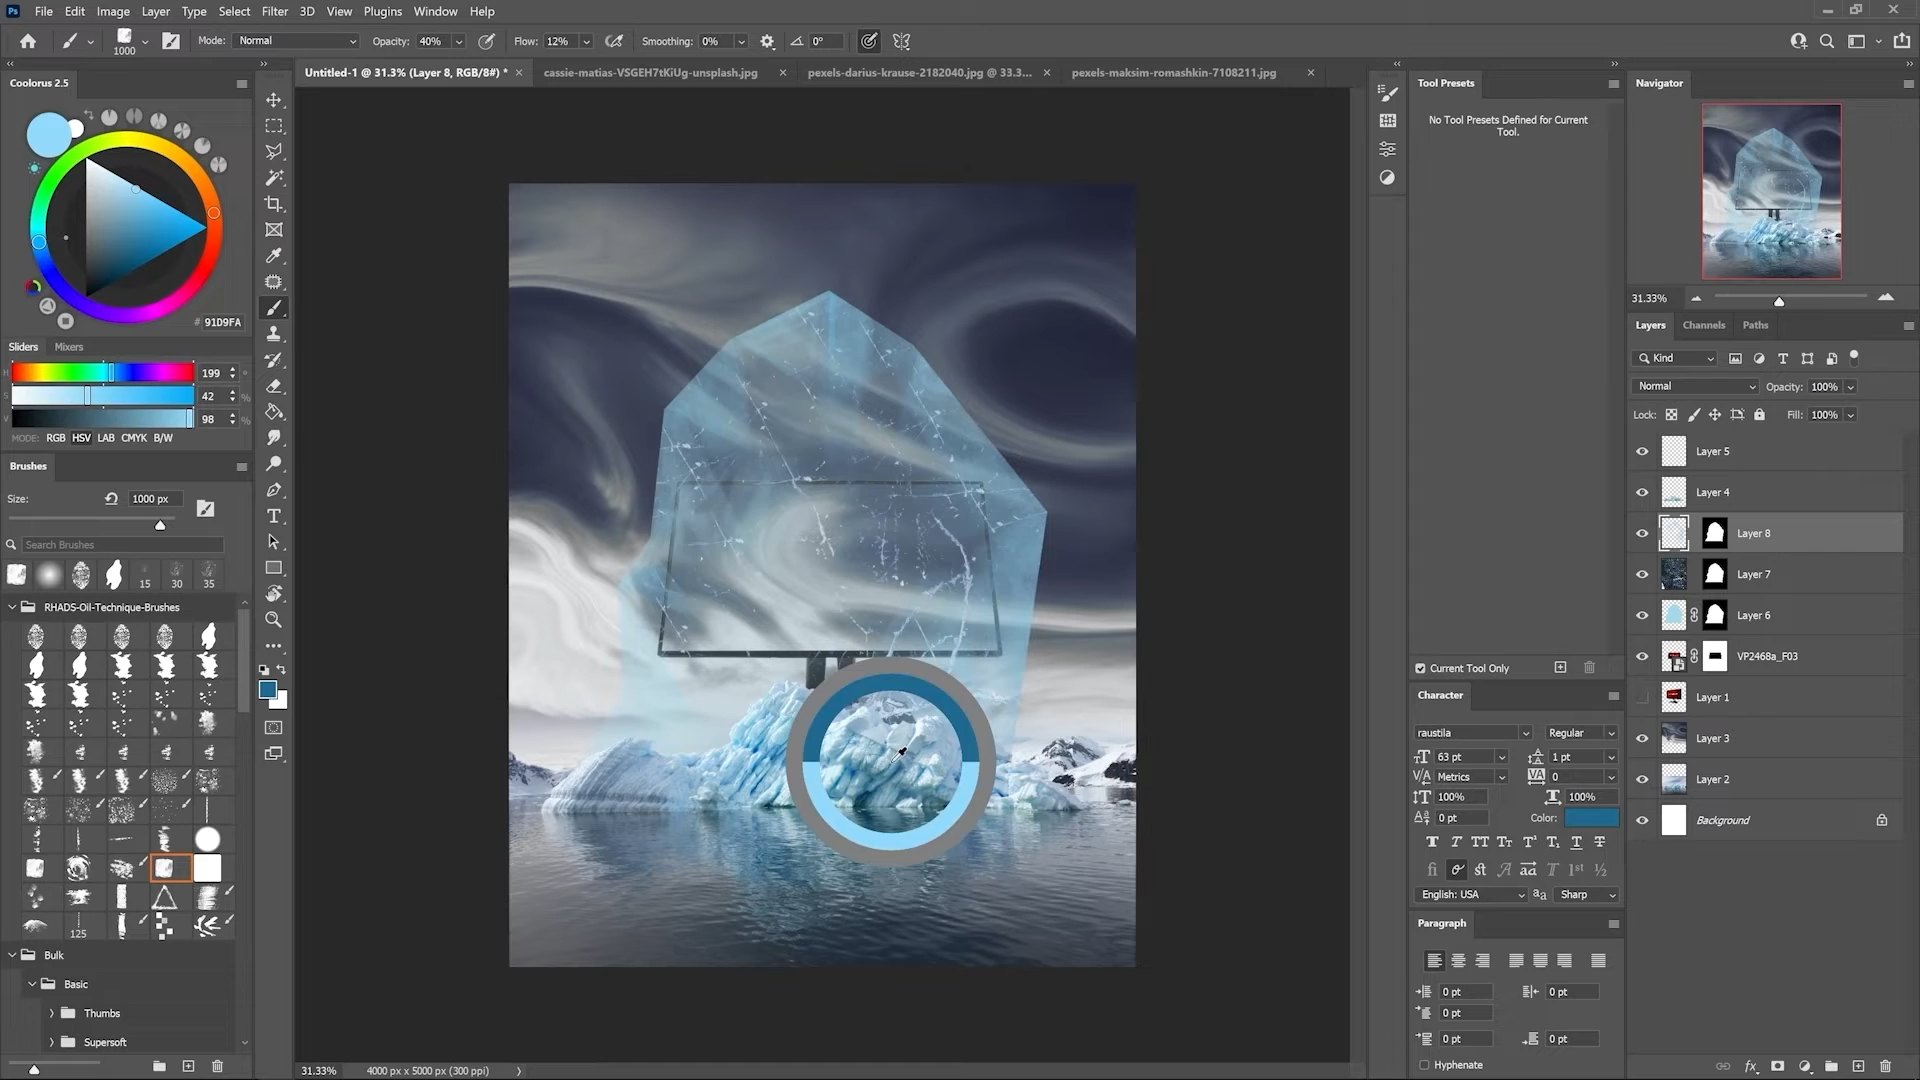 Ps File Edit Image Layer Type Select Filter 3D View Plugins Window Help
1000 Mode: Normal Opacity: 40% Flow: 12% Smoothing: 0% 0°
Coolorus 2.5
Untitled-1 @ 31.3% (Layer 8, RGB/8#) * × cassie-matias-VSGEH7tKiUg-unsplash.jpg × pexels-darius-krause-2182040.jpg @ 33.3... × pexels-maksim-romashkin-7108211.jpg ×
# 91D9FA
Sliders Mixers
H 199 °
S 42 %
V 98 %
MODE: RGB HSV LAB CMYK B/W
Brushes
Size: 1000 px
Search Brushes
15 30 35
RHADS-Oil-Technique-Brushes
125
Bulk
Basic
Thumbs
Supersoft
31.33% 4000 px x 5000 px (300 ppi)
Tool Presets
No Tool Presets Defined for Current
Tool.
Current Tool Only
Character
raustila Regular
63 pt 1 pt
Metrics 0
100% 100%
0 pt Color:
English: USA Sharp
Paragraph
0 pt 0 pt
0 pt
0 pt 0 pt
Hyphenate
Navigator
31.33%
Layers Channels Paths
Kind
Normal Opacity: 100%
Lock: Fill: 100%
Layer 5
Layer 4
Layer 8
Layer 7
Layer 6
VP2468a_F03
Layer 1
Layer 3
Layer 2
Background